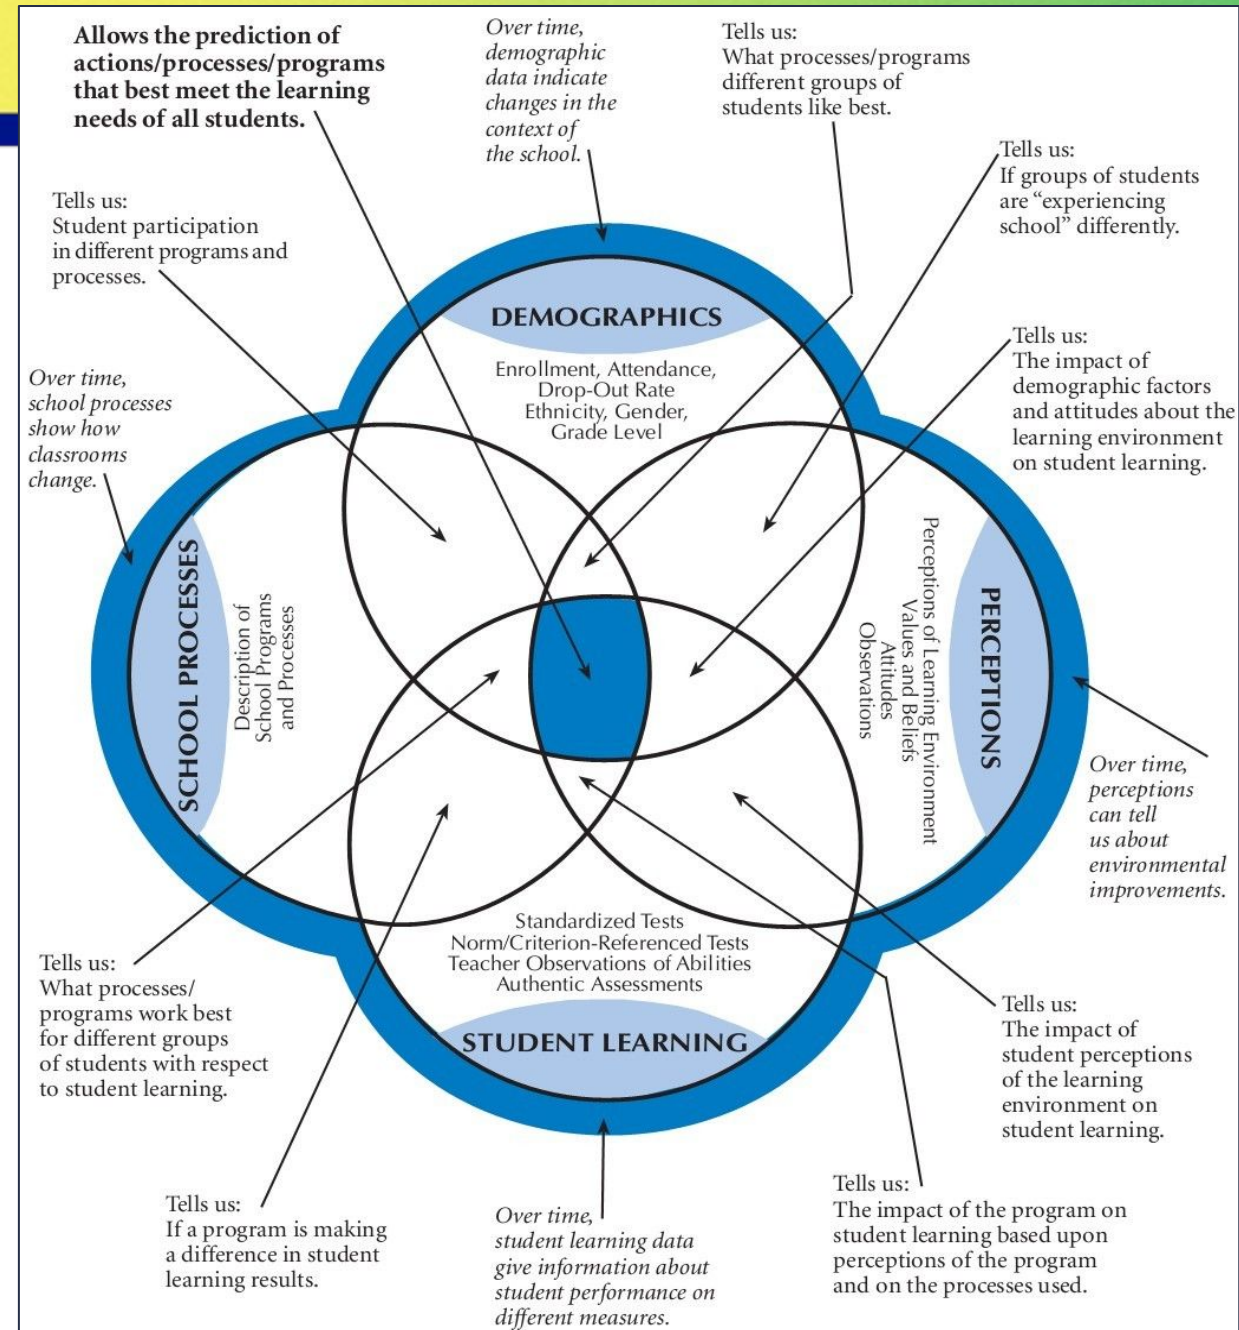 Allows the prediction of
actions/processes/programs
that best meet the learning
needs of all students.
Over time,
demographic
data indicate
changes in the
context of
the school.
Tells us:
What processes/programs
different groups of
students like best.
Tells us:
If groups of students
are “experiencing
school” differently.
Tells us:
Student participation
in different programs and
processes.
Tells us:
The impact of
demographic factors
and attitudes about the
learning environment
on student learning.
Over time,
school processes
show how
classrooms
change.
DEMOGRAPHICS
Enrollment, Attendance,
Drop-Out Rate
Ethnicity, Gender,
Grade Level
SCHOOL PROCESSES
Description of
School Programs
and Processes
PERCEPTIONS
Perceptions of Learning Environment
Values and Beliefs
Attitudes
Observations
Over time,
perceptions
can tell
us about
environmental
improvements.
Standardized Tests
Norm/Criterion-Referenced Tests
Teacher Observations of Abilities
Authentic Assessments
STUDENT LEARNING
Tells us:
What processes/
programs work best
for different groups
of students with respect
to student learning.
Tells us:
The impact of
student perceptions
of the learning
environment on
student learning.
Tells us:
If a program is making
a difference in student
learning results.
Over time,
student learning data
give information about
student performance on
different measures.
Tells us:
The impact of the program on
student learning based upon
perceptions of the program
and on the processes used.